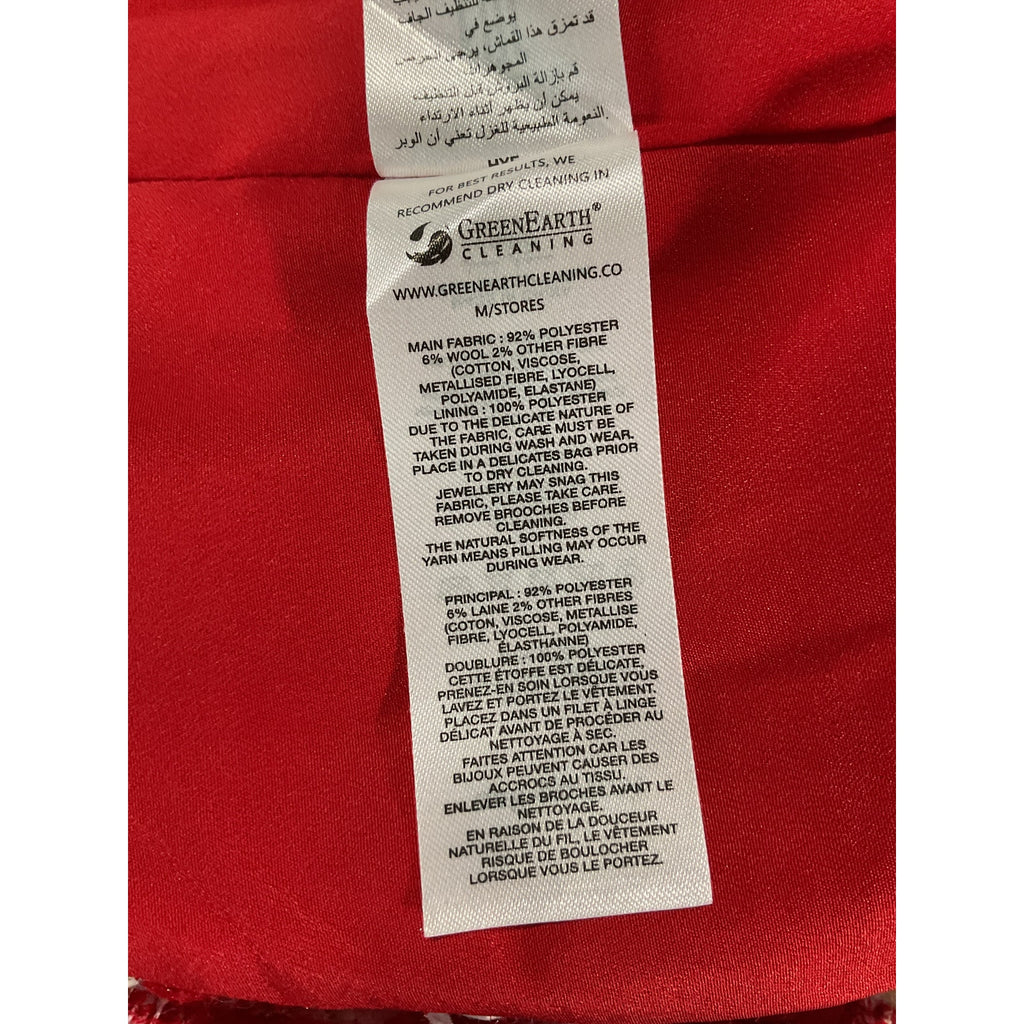 للتنظيف الجاف
يوضع في
قد تمزق هذا القماش، يرجى
المجوهرات
قم بإزالة البروش قبل التنظيف.
يمكن أن يظهر أثناء الارتداء
النعومة الطبيعية للغزل تعني أن الوبر.
FOR BEST RESULTS, WE
RECOMMEND DRY CLEANING IN
GREENEARTH®
CLEANING
WWW.GREENEARTHCLEANING.CO
M/STORES
MAIN FABRIC : 92% POLYESTER
6% WOOL 2% OTHER FIBRE
(COTTON, VISCOSE,
METALLISED FIBRE, LYOCELL,
POLYAMIDE, ELASTANE)
LINING : 100% POLYESTER
DUE TO THE DELICATE NATURE OF
THE FABRIC, CARE MUST BE
TAKEN DURING WASH AND WEAR.
PLACE IN A DELICATES BAG PRIOR
TO DRY CLEANING.
JEWELLERY MAY SNAG THIS
FABRIC, PLEASE TAKE CARE.
REMOVE BROOCHES BEFORE
CLEANING.
THE NATURAL SOFTNESS OF THE
YARN MEANS PILLING MAY OCCUR
DURING WEAR.
PRINCIPAL : 92% POLYESTER
6% LAINE 2% OTHER FIBRES
(COTON, VISCOSE, METALLISE
FIBRE, LYOCELL, POLYAMIDE,
ÉLASTHANNE)
DOUBLURE : 100% POLYESTER
CETTE ÉTOFFE EST DÉLICATE,
PRENEZ-EN SOIN LORSQUE VOUS
LAVEZ ET PORTEZ LE VÊTEMENT.
PLACEZ DANS UN FILET À LINGE
DÉLICAT AVANT DE PROCÉDER AU
NETTOYAGE À SEC.
FAITES ATTENTION CAR LES
BIJOUX PEUVENT CAUSER DES
ACCROCS AU TISSU.
ENLEVER LES BROCHES AVANT LE
NETTOYAGE.
EN RAISON DE LA DOUCEUR
NATURELLE DU FIL, LE VÊTEMENT
RISQUE DE BOULOCHER
LORSQUE VOUS LE PORTEZ.